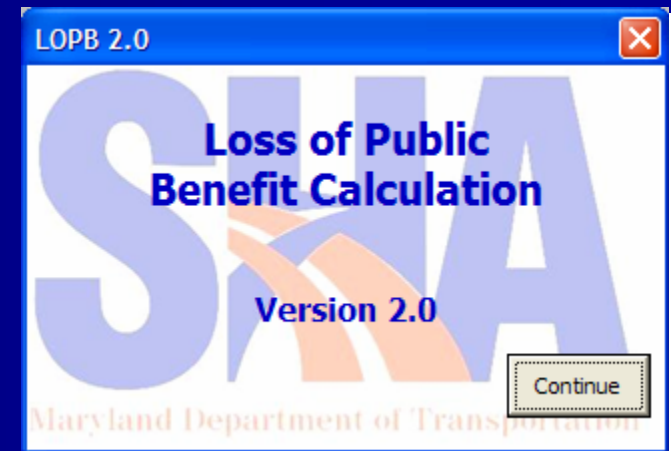 LOPB 2.0
SHA
Loss of Public
Benefit Calculation
Version 2.0
Continue
Maryland Department of Transportation